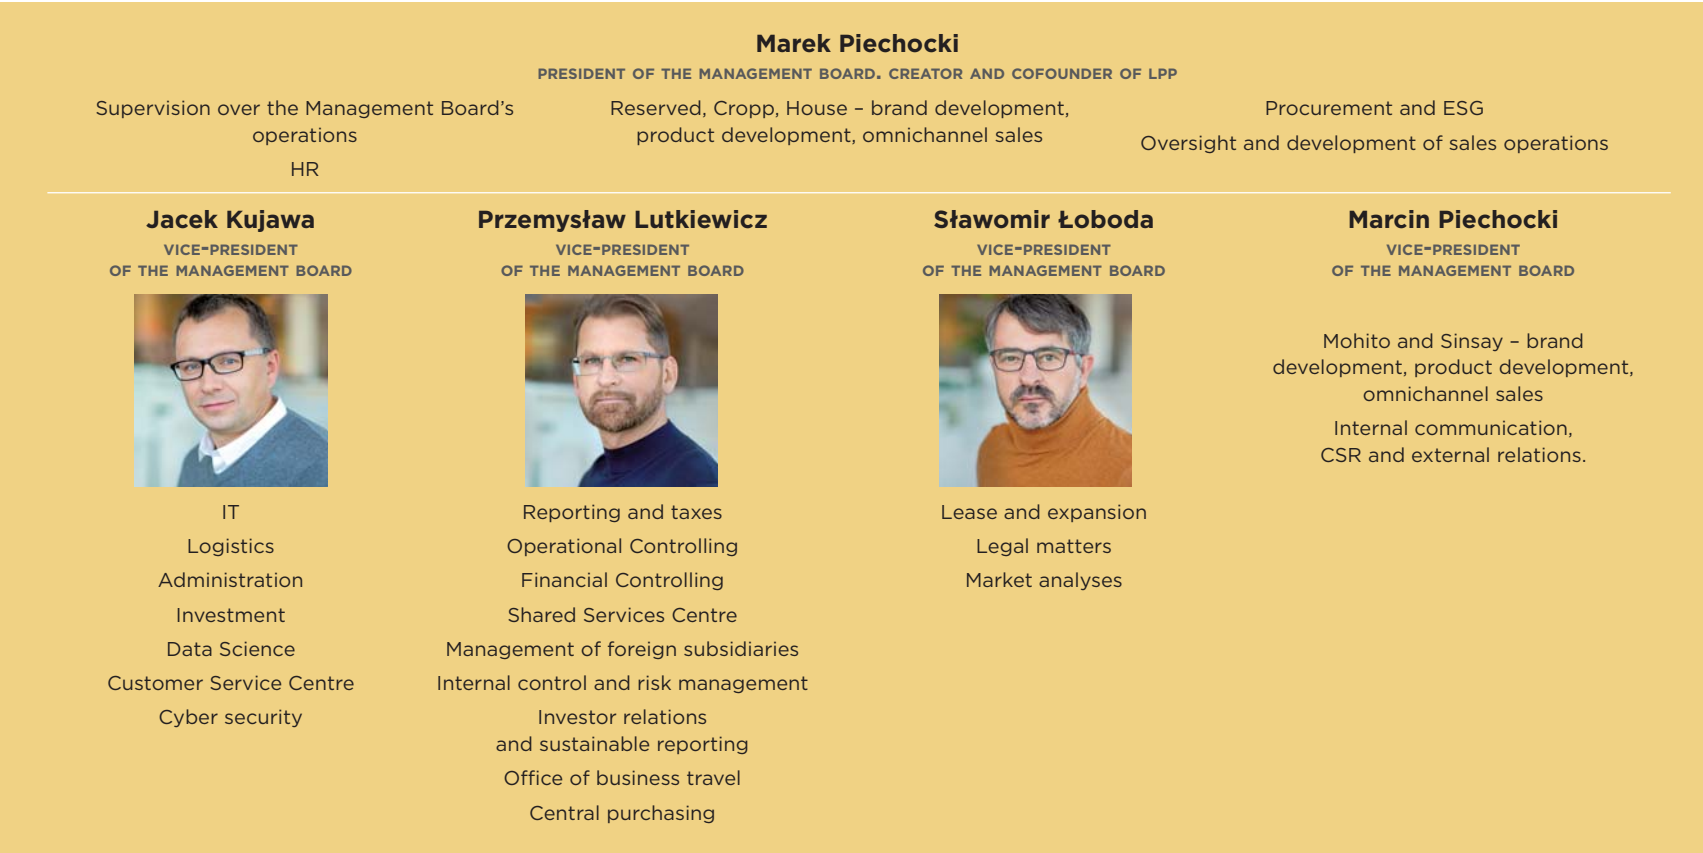 Marek Piechocki
PRESIDENT OF THE MANAGEMENT BOARD. CREATOR AND COFOUNDER OF LPP
Supervision over the Management Board's
operations
HR
Reserved, Cropp, House – brand development,
product development, omnichannel sales
Procurement and ESG
Oversight and development of sales operations
Jacek Kujawa
VICE-PRESIDENT
OF THE MANAGEMENT BOARD
IT
Logistics
Administration
Investment
Data Science
Customer Service Centre
Cyber security
Przemysław Lutkiewicz
VICE-PRESIDENT
OF THE MANAGEMENT BOARD
Reporting and taxes
Operational Controlling
Financial Controlling
Shared Services Centre
Management of foreign subsidiaries
Internal control and risk management
Investor relations
and sustainable reporting
Office of business travel
Central purchasing
Sławomir Łoboda
VICE-PRESIDENT
OF THE MANAGEMENT BOARD
Lease and expansion
Legal matters
Market analyses
Marcin Piechocki
VICE-PRESIDENT
OF THE MANAGEMENT BOARD
Mohito and Sinsay – brand
development, product development,
omnichannel sales
Internal communication,
CSR and external relations.